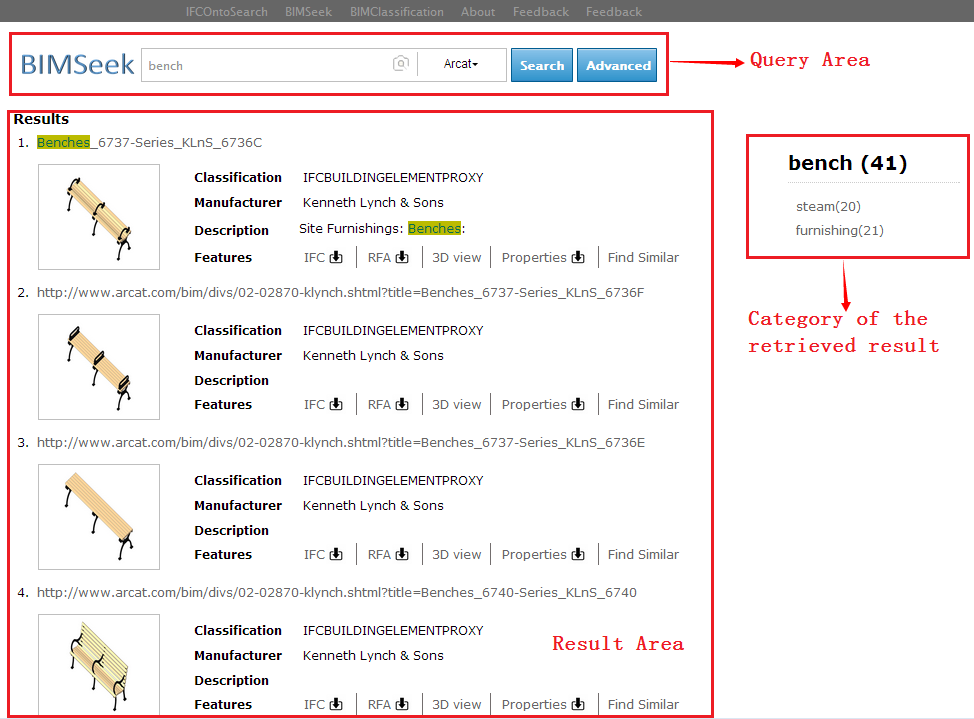 IFCOntoSearch BIMSeek BIMClassification About Feedback Feedback
BIMSeek bench Arcat Search Advanced
Query Area
Results
1. Benches_6737-Series_KLnS_6736C
Classification IFCBUILDINGELEMENTPROXY
Manufacturer Kenneth Lynch & Sons
Description Site Furnishings: Benches:
Features IFC RFA 3D view Properties Find Similar
2. http://www.arcat.com/bim/divs/02-02870-klynch.shtml?title=Benches_6737-Series_KLnS_6736F
Classification IFCBUILDINGELEMENTPROXY
Manufacturer Kenneth Lynch & Sons
Description
Features IFC RFA 3D view Properties Find Similar
3. http://www.arcat.com/bim/divs/02-02870-klynch.shtml?title=Benches_6737-Series_KLnS_6736E
Classification IFCBUILDINGELEMENTPROXY
Manufacturer Kenneth Lynch & Sons
Description
Features IFC RFA 3D view Properties Find Similar
4. http://www.arcat.com/bim/divs/02-02870-klynch.shtml?title=Benches_6740-Series_KLnS_6740
Classification IFCBUILDINGELEMENTPROXY
Manufacturer Kenneth Lynch & Sons
Description
Features IFC RFA 3D view Properties Find Similar
Result Area
bench (41)
steam(20)
furnishing(21)
Category of the
retrieved result